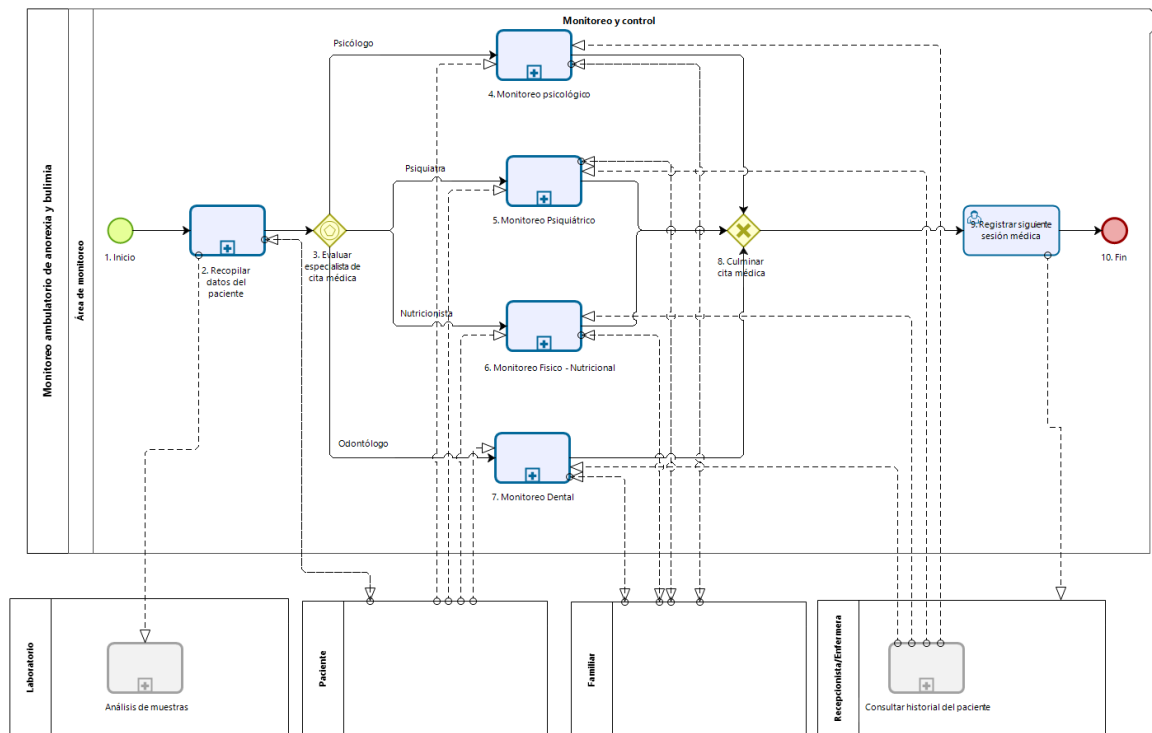 Monitoreo y control
Monitoreo ambulatorio de anorexia y bulimia
Área de monitoreo
Psicólogo
4. Monitoreo psicológico
Psiquiatra
5. Monitoreo Psiquiátrico
1. Inicio
2. Recopilar
datos del
paciente
3. Evaluar
especialista de
cita médica
8. Culminar
cita médica
9. Registrar siguiente
sesión médica
10. Fin
Nutricionista
6. Monitoreo Fisico - Nutricional
Odontólogo
7. Monitoreo Dental
Laboratorio
Análisis de muestras
Paciente
Familiar
Recepcionista/Enfermera
Consultar historial del paciente